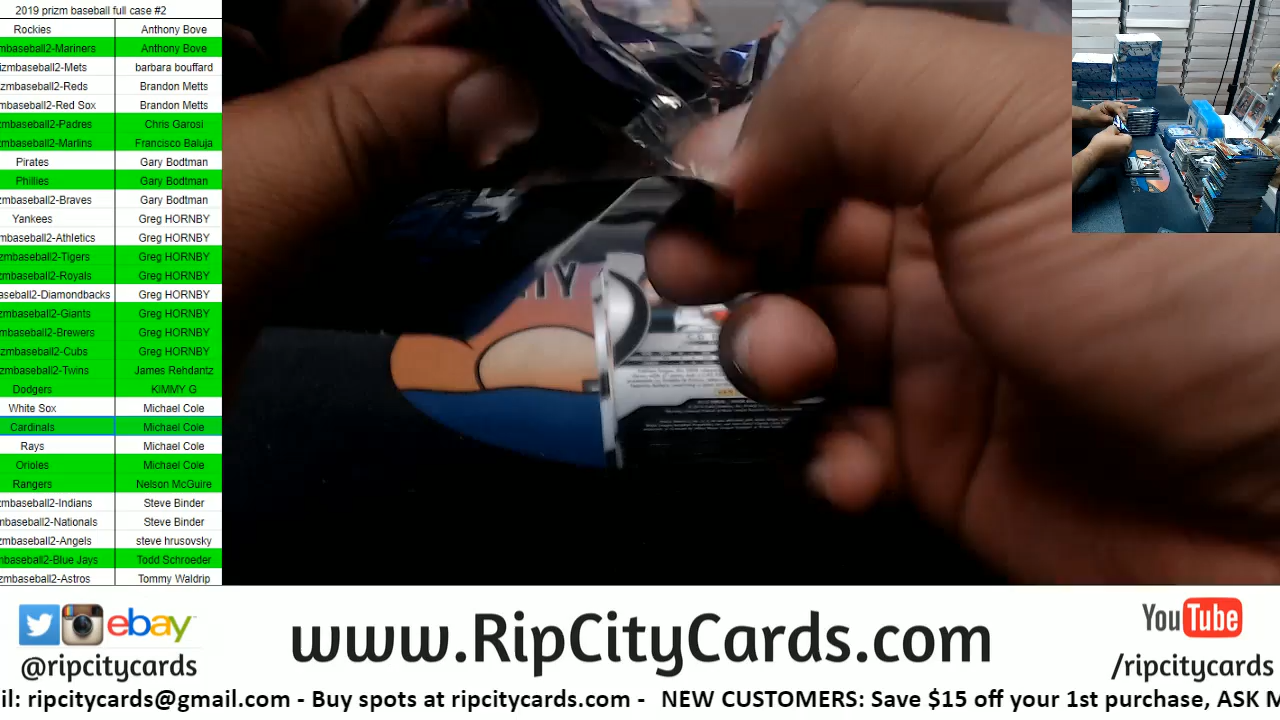 2019 prizm baseball full case #2
Rockies Anthony Bove
mbaseball2-Mariners Anthony Bove
izmbaseball2-Mets barbara bouffard
izmbaseball2-Reds Brandon Metts
mbaseball2-Red Sox Brandon Metts
zmbaseball2-Padres Chris Garosi
zmbaseball2-Marlins Francisco Baluja
Pirates Gary Bodtman
Phillies Gary Bodtman
zmbaseball2-Braves Gary Bodtman
Yankees Greg HORNBY
mbaseball2-Athletics Greg HORNBY
zmbaseball2-Tigers Greg HORNBY
zmbaseball2-Royals Greg HORNBY
aseball2-Diamondbacks Greg HORNBY
zmbaseball2-Giants Greg HORNBY
zmbaseball2-Brewers Greg HORNBY
izmbaseball2-Cubs Greg HORNBY
zmbaseball2-Twins James Rehdantz
Dodgers KIMMY G
White Sox Michael Cole
Cardinals Michael Cole
Rays Michael Cole
Orioles Michael Cole
Rangers Nelson McGuire
zmbaseball2-Indians Steve Binder
mbaseball2-Nationals Steve Binder
zmbaseball2-Angels steve hrusovsky
mbaseball2-Blue Jays Todd Schroeder
zmbaseball2-Astros Tommy Waldrip
ebay
@ripcitycards
www.RipCityCards.com
YouTube
/ripcitycards
il: ripcitycards@gmail.com - Buy spots at ripcitycards.com - NEW CUSTOMERS: Save $15 off your 1st purchase, ASK M